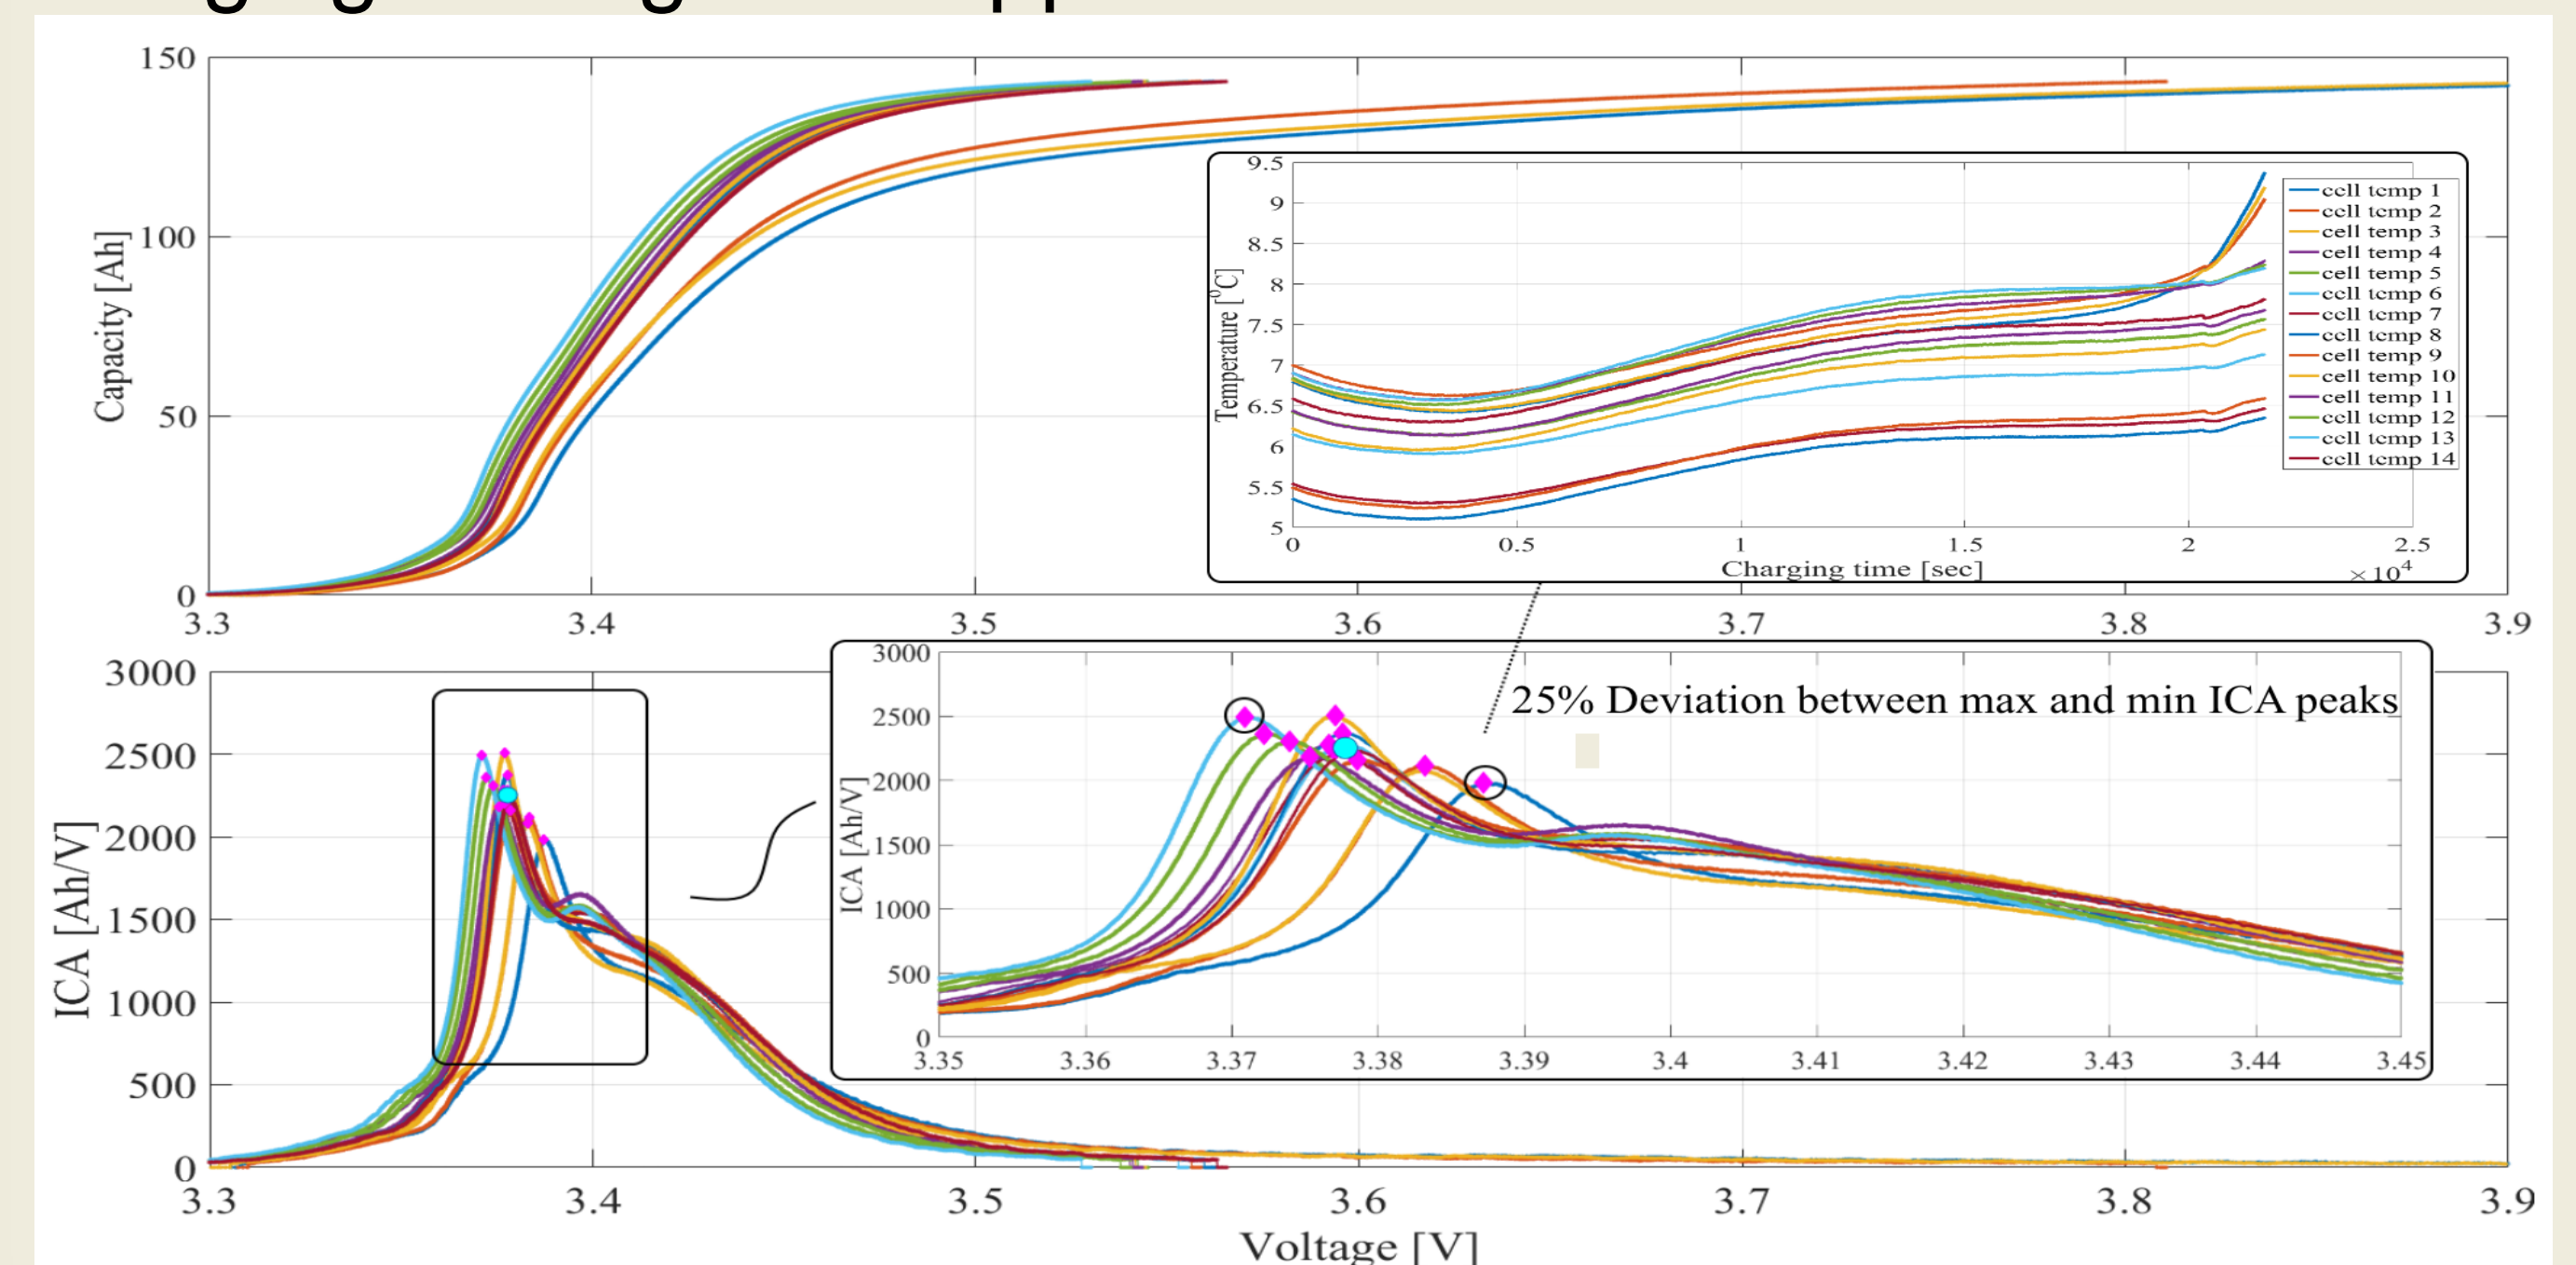 150
100
50
0
Capacity [Ah]
3.3 3.4 3.5 3.6 3.7 3.8 3.9
9.5
9
8.5
8
7.5
7
6.5
6
5.5
5
Temperature [⁰C]
0 0.5 1 1.5 2 2.5
Charging time [sec]
×10⁴
cell temp 1
cell temp 2
cell temp 3
cell temp 4
cell temp 5
cell temp 6
cell temp 7
cell temp 8
cell temp 9
cell temp 10
cell temp 11
cell temp 12
cell temp 13
cell temp 14
3000
2500
2000
1500
1000
500
0
ICA [Ah/V]
3000
2500
2000
1500
1000
500
0
ICA [Ah/V]
25% Deviation between max and min ICA peaks
3.35 3.36 3.37 3.38 3.39 3.4 3.41 3.42 3.43 3.44 3.45
3.3 3.4 3.5 3.6 3.7 3.8 3.9
Voltage [V]